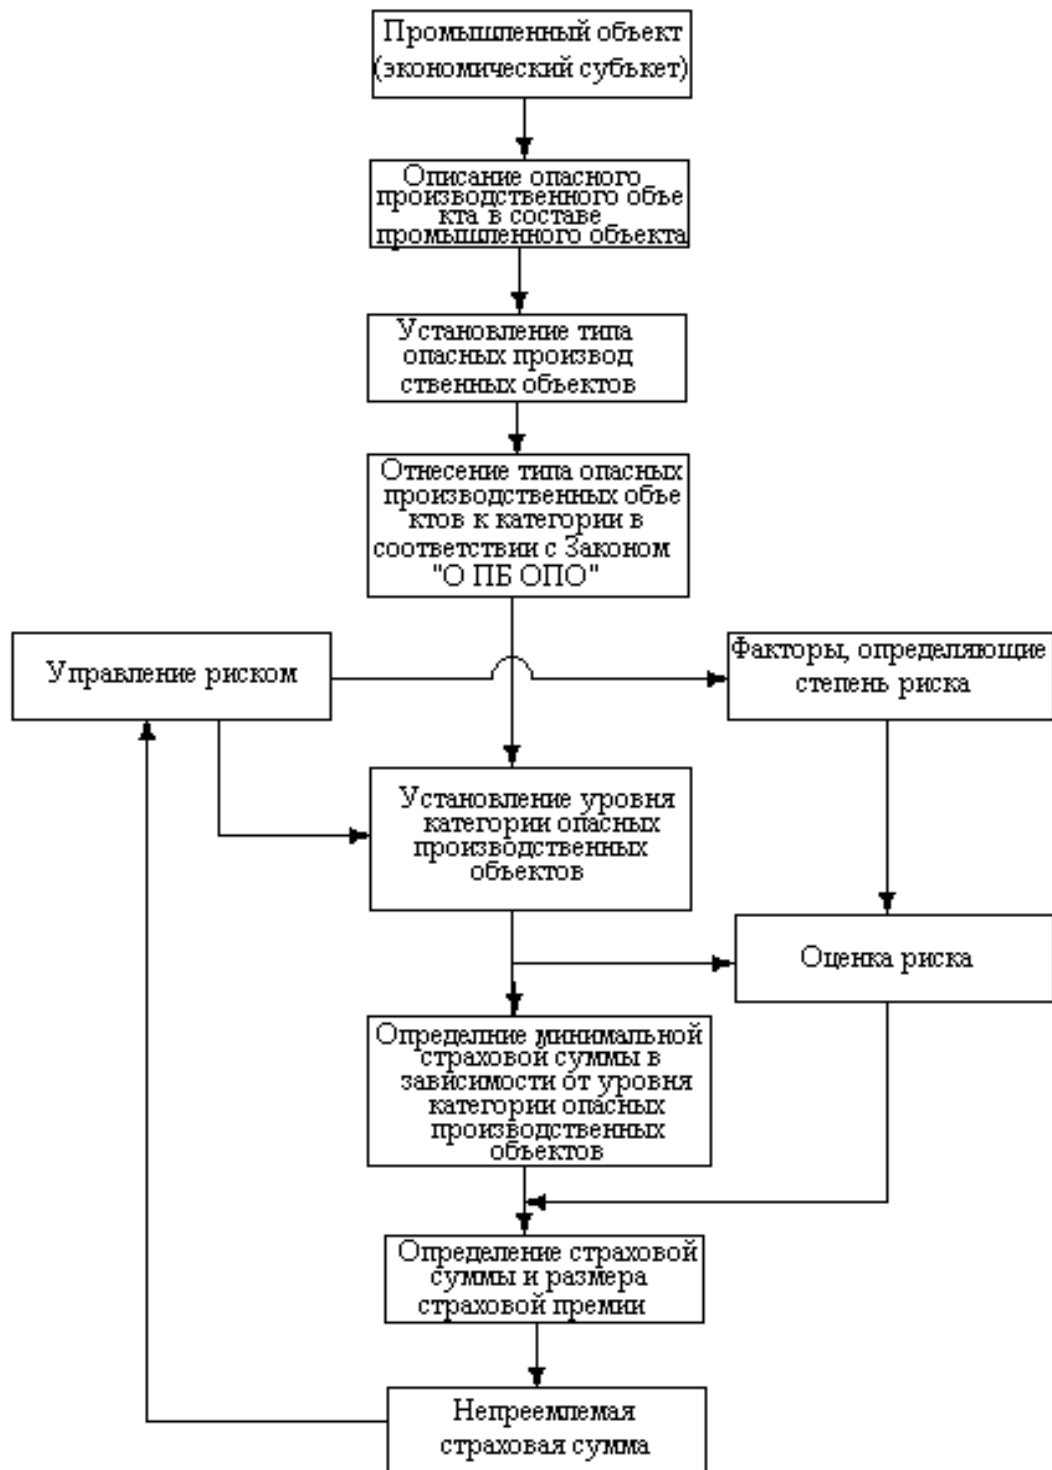 Промышленный объект
(экономический субъкет)
Описание опасного
производственного объе
кта в составе
промышленного объекта
Установление типа
опасных производ
ственных объектов
Отнесение типа опасных
производственных объе
ктов к категории в
соответствии с Законом
"О ПБ ОПО"
Управление риском
Факторы, определяющие
степень риска
Установление уровня
категории опасных
производственных
объектов
Оценка риска
Определние минимальной
страховой суммы в
зависимости от уровня
категории опасных
производственных
объектов
Определение страховой
суммы и размера
страховой премии
Непреемлемая
страховая сумма